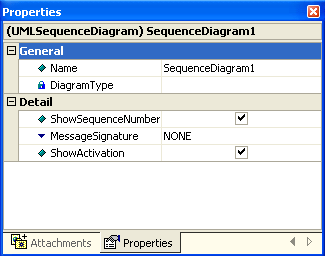 Properties
(UMLSequenceDiagram) SequenceDiagram1
General
Name SequenceDiagram1
DiagramType
Detail
ShowSequenceNumber
MessageSignature NONE
ShowActivation
Attachments Properties